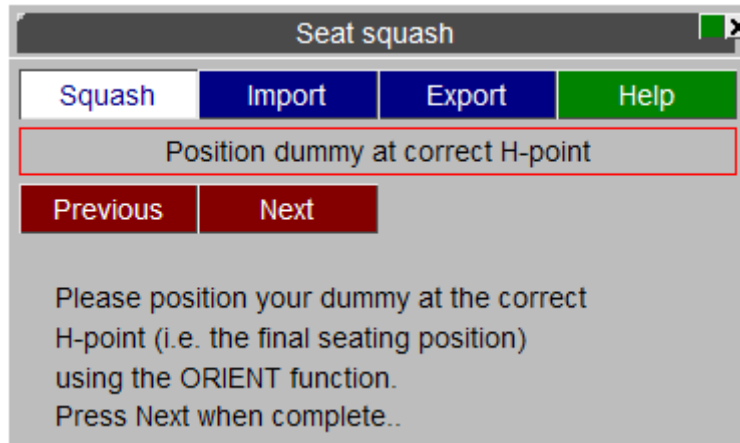 Seat squash
Squash Import Export Help
Position dummy at correct H-point
Previous Next
Please position your dummy at the correct
H-point (i.e. the final seating position)
using the ORIENT function.
Press Next when complete..